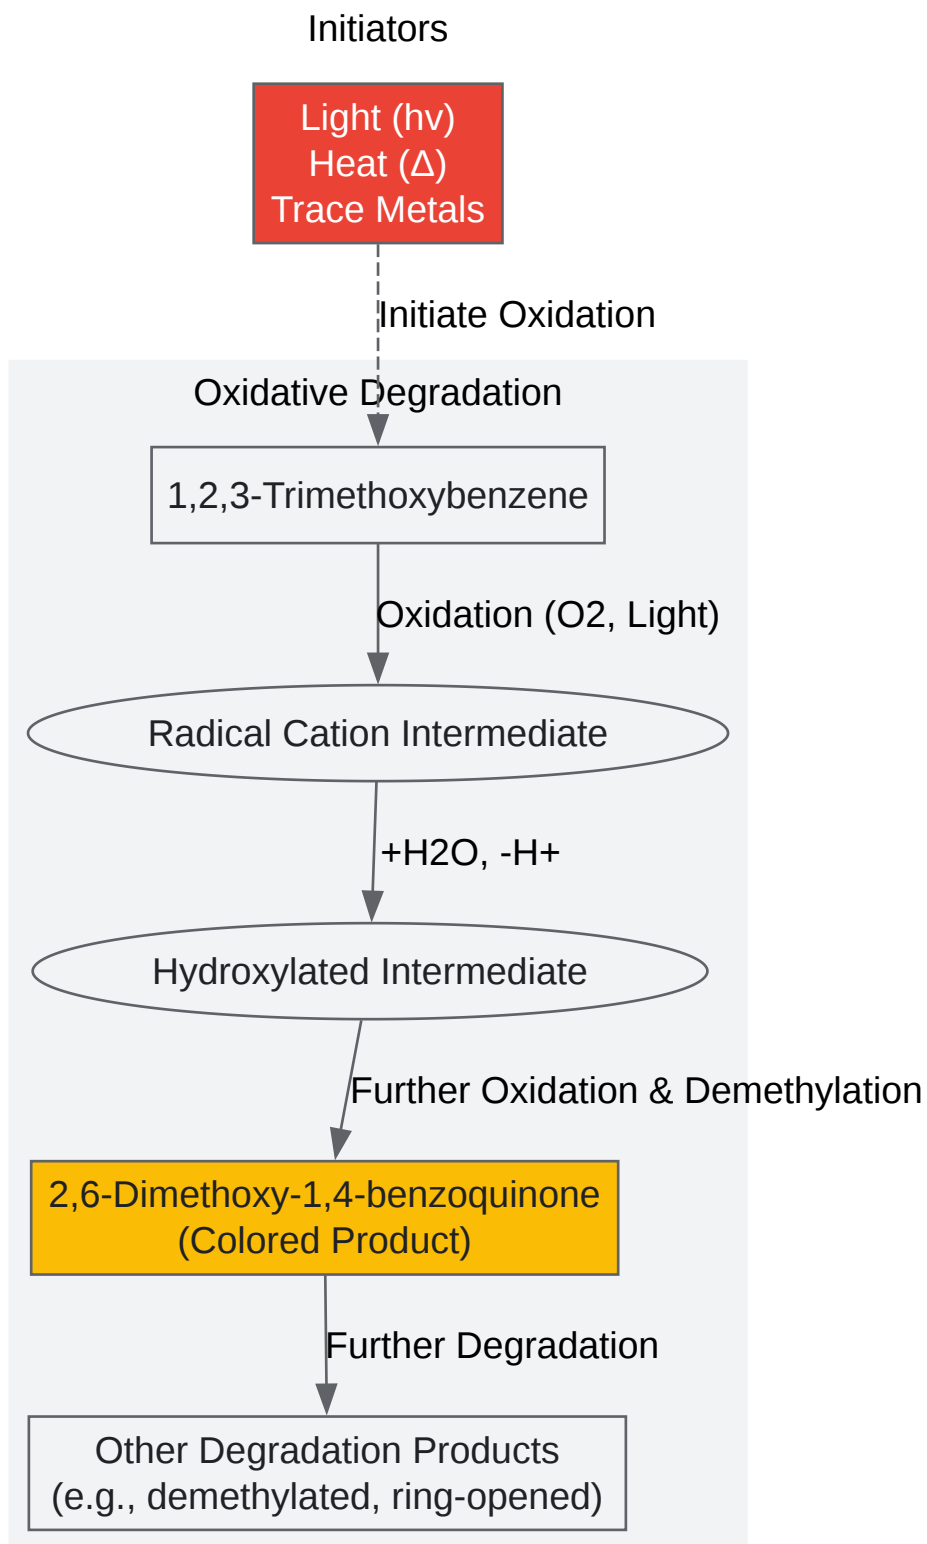 Initiators
Light (hv)
Heat (Δ)
Trace Metals
Initiate Oxidation
Oxidative Degradation
1,2,3-Trimethoxybenzene
Oxidation (O2, Light)
Radical Cation Intermediate
+H2O, -H+
Hydroxylated Intermediate
Further Oxidation & Demethylation
2,6-Dimethoxy-1,4-benzoquinone
(Colored Product)
Further Degradation
Other Degradation Products
(e.g., demethylated, ring-opened)